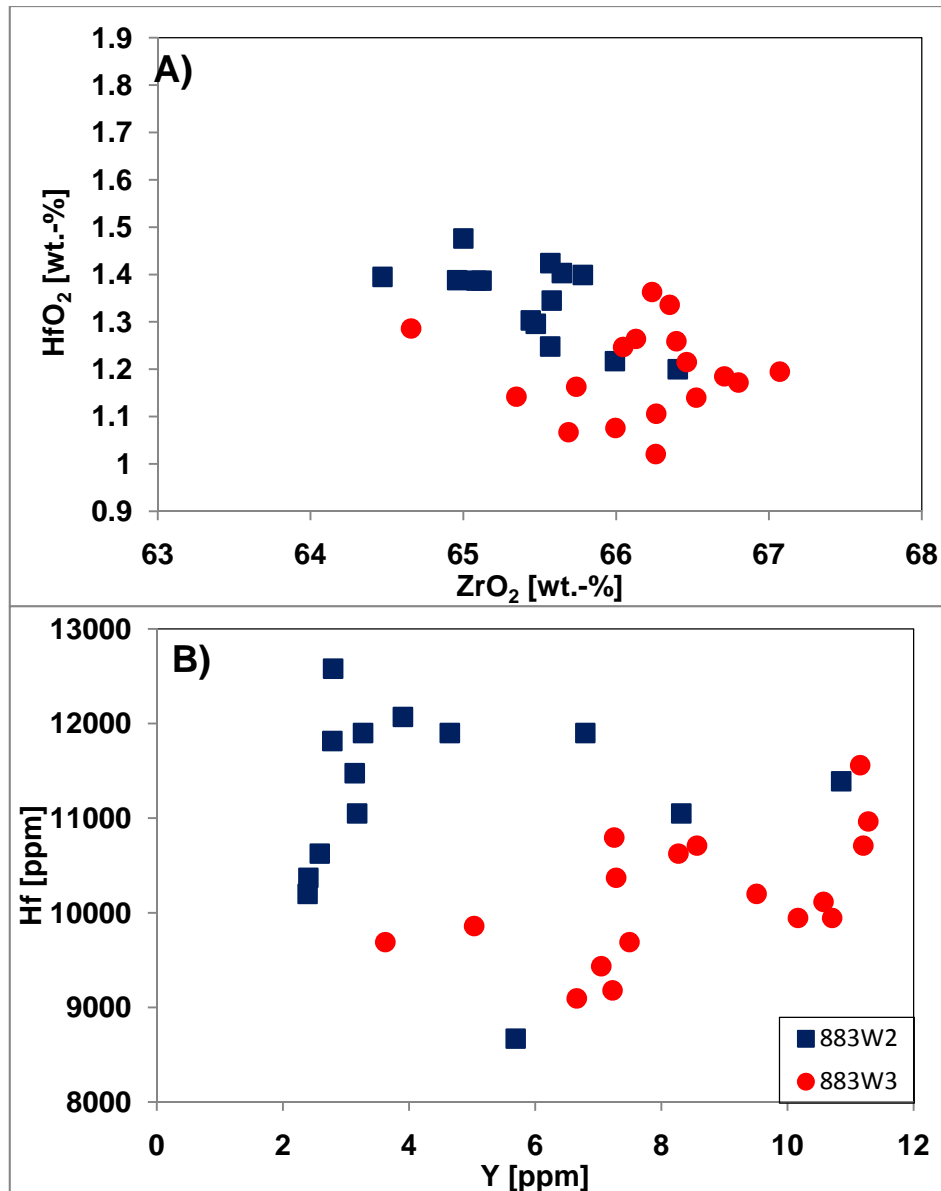 A)
1.9
1.8
1.7
1.6
1.5
1.4
1.3
1.2
1.1
1
0.9
HfO₂ [wt.-%]
63 64 65 66 67 68
ZrO₂ [wt.-%]
B)
13000
12000
11000
10000
9000
8000
Hf [ppm]
883W2
883W3
0 2 4 6 8 10 12
Y [ppm]